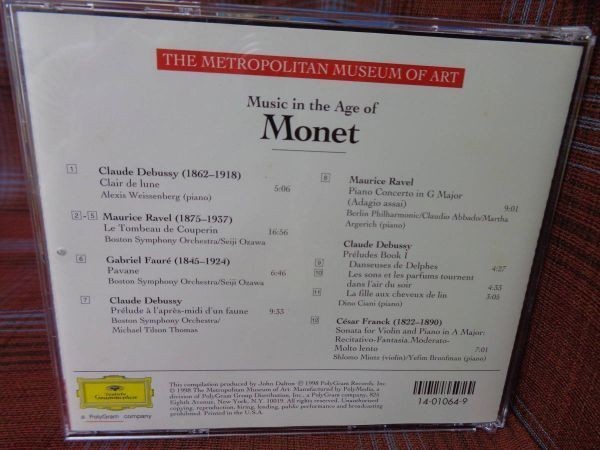 THE METROPOLITAN MUSEUM OF ART
Music in the Age of
Monet
1 Claude Debussy (1862–1918)
Clair de lune 5:06
Alexis Weissenberg (piano)
2 - 5 Maurice Ravel (1875–1937)
Le Tombeau de Couperin 16:56
Boston Symphony Orchestra/Seiji Ozawa
6 Gabriel Fauré (1845–1924)
Pavane 6:46
Boston Symphony Orchestra/Seiji Ozawa
7 Claude Debussy
Prélude à l'après-midi d'un faune 9:33
Boston Symphony Orchestra/
Michael Tilson Thomas
8 Maurice Ravel
Piano Concerto in G Major
(Adagio assai) 9:01
Berlin Philharmonic/Claudio Abbado/Martha
Argerich (piano)
Claude Debussy
Préludes Book I
9 Danseuses de Delphes 4:27
10 Les sons et les parfums tournent
dans l'air du soir 4:33
11 La fille aux cheveux de lin 3:05
Dino Ciani (piano)
12 César Franck (1822–1890)
Sonata for Violin and Piano in A Major:
Recitativo-Fantasia.Moderato-
Molto lento 7:01
Shlomo Mintz (violin)/Yefim Bronfman (piano)
Deutsche
Grammophon
a PolyGram company
This compilation produced by John Dalton ℗ 1998 PolyGram Records Inc.
© 1998 The Metropolitan Museum of Art. Manufactured by PolyMedia, a
division of PolyGram Group Distribution, Inc., a PolyGram company, 825
Eighth Avenue, New York, N.Y. 10019. All Rights Reserved. Unauthorized
copying, reproduction, hiring, lending, public performance and broadcasting
prohibited. Printed in the U.S.A.
14-01064-9